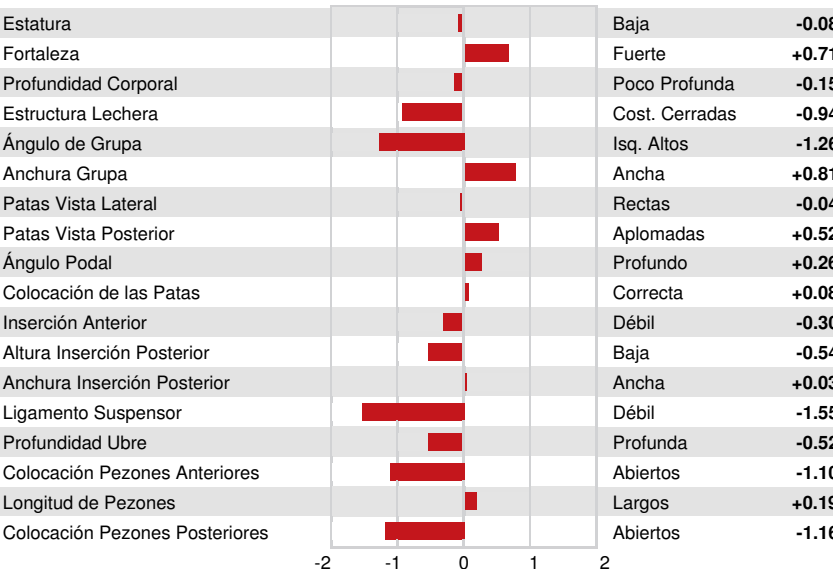 Estatura Baja -0.08
Fortaleza Fuerte +0.71
Profundidad Corporal Poco Profunda -0.15
Estructura Lechera Cost. Cerradas -0.94
Ángulo de Grupa Isq. Altos -1.26
Anchura Grupa Ancha +0.81
Patas Vista Lateral Rectas -0.04
Patas Vista Posterior Aplomadas +0.52
Ángulo Podal Profundo +0.26
Colocación de las Patas Correcta +0.08
Inserción Anterior Débil -0.30
Altura Inserción Posterior Baja -0.54
Anchura Inserción Posterior Ancha +0.03
Ligamento Suspensor Débil -1.55
Profundidad Ubre Profunda -0.52
Colocación Pezones Anteriores Abiertos -1.10
Longitud de Pezones Largos +0.19
Colocación Pezones Posteriores Abiertos -1.16
-2 -1 0 1 2